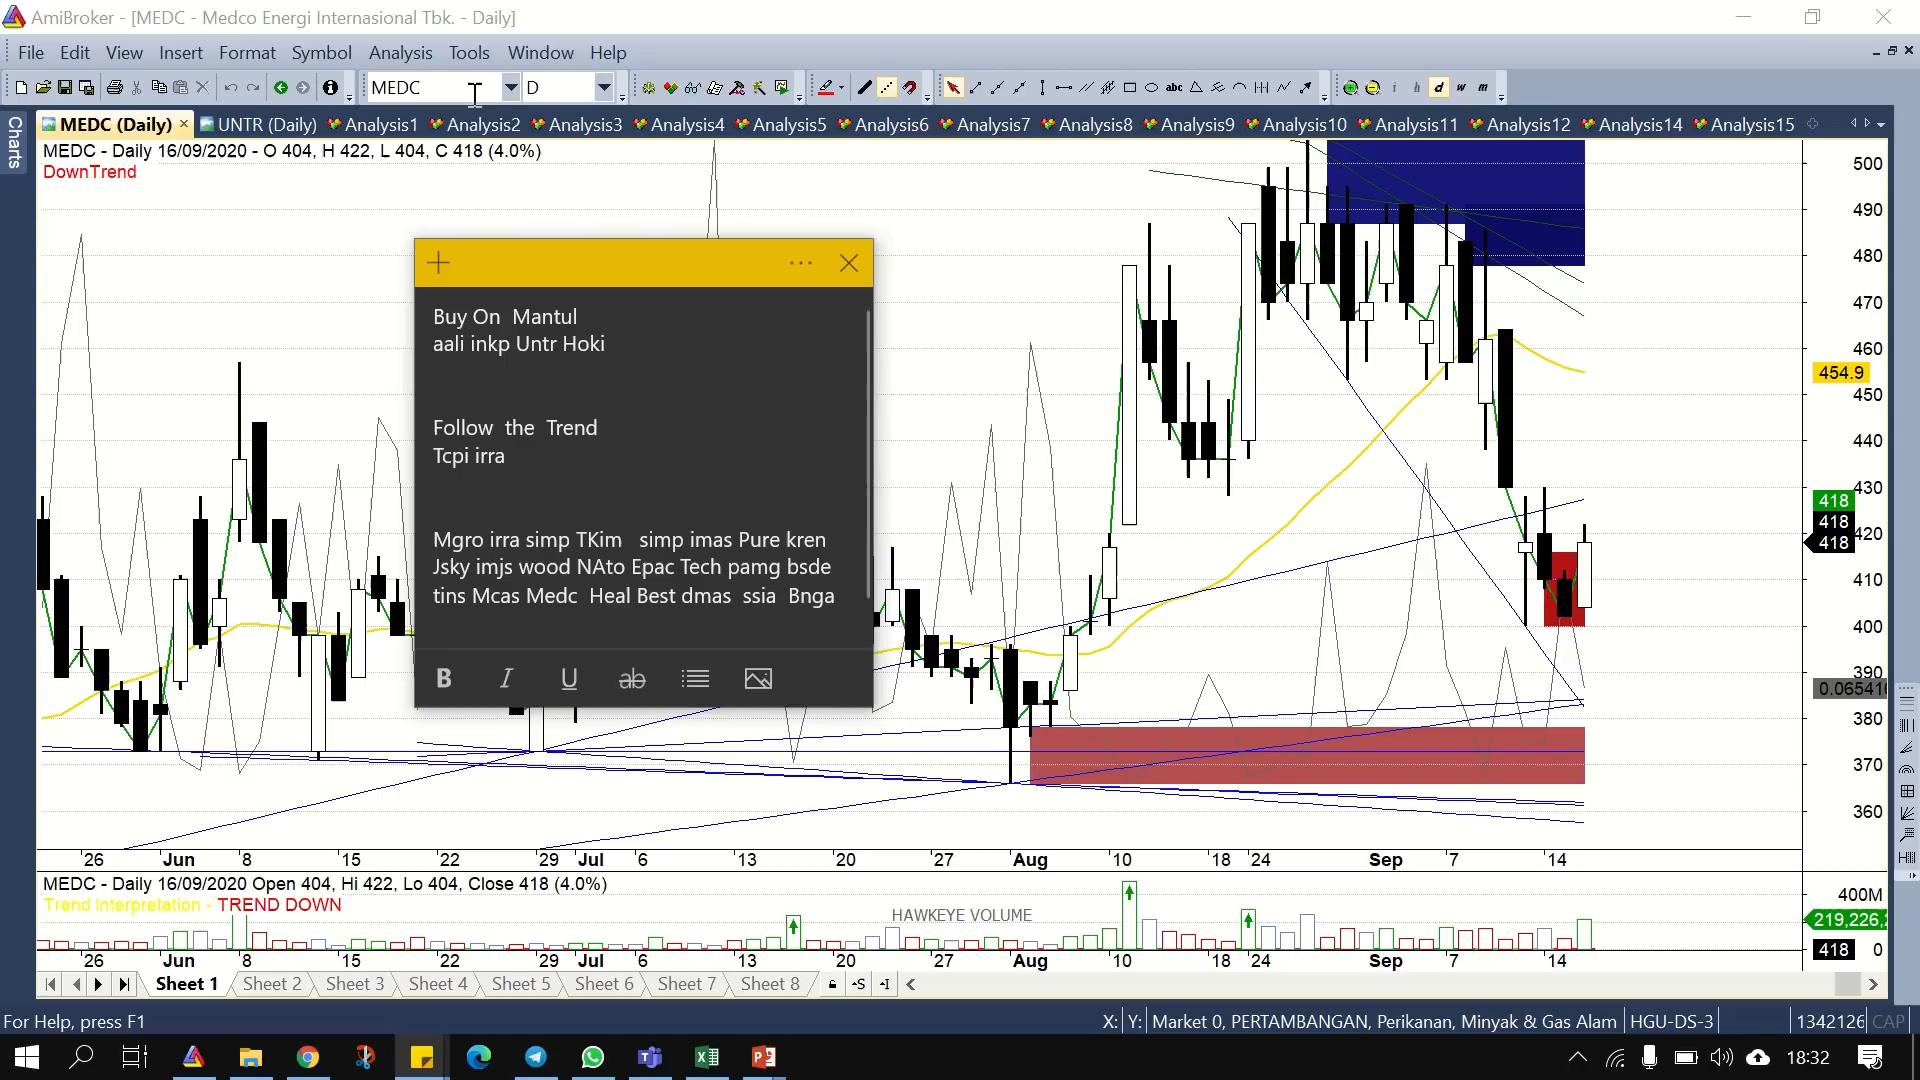 AmiBroker - [MEDC - Medco Energi Internasional Tbk. - Daily]
File Edit View Insert Format Symbol Analysis Tools Window Help
MEDC D
MEDC (Daily) UNTR (Daily) Analysis1 Analysis2 Analysis3 Analysis4 Analysis5 Analysis6 Analysis7 Analysis8 Analysis9 Analysis10 Analysis11 Analysis12 Analysis14 Analysis15
Charts
MEDC - Daily 16/09/2020 - O 404, H 422, L 404, C 418 (4.0%)
DownTrend
Buy On Mantul
aali inkp Untr Hoki
Follow the Trend
Tcpi irra
Mgro irra simp TKim simp imas Pure kren
Jsky imjs wood NAto Epac Tech pamg bsde
tins Mcas Medc Heal Best dmas ssia Bnga
B I U ab
500
490
480
470
460
454.9
450
440
430
418
418
420
418
410
400
390
0.065416
380
370
360
26 Jun 8 15 22 29 Jul 6 13 20 27 Aug 10 18 24 Sep 7 14
MEDC - Daily 16/09/2020 Open 404, Hi 422, Lo 404, Close 418 (4.0%)
Trend Interpretation - TREND DOWN
HAWKEYE VOLUME
400M
219,226,2
418 0
26 Jun 8 15 22 29 Jul 6 13 20 27 Aug 10 18 24 Sep 7 14
Sheet 1 Sheet 2 Sheet 3 Sheet 4 Sheet 5 Sheet 6 Sheet 7 Sheet 8
For Help, press F1
X: Y: Market 0, PERTAMBANGAN, Perikanan, Minyak & Gas Alam HGU-DS-3 1342126 CAP
18:32